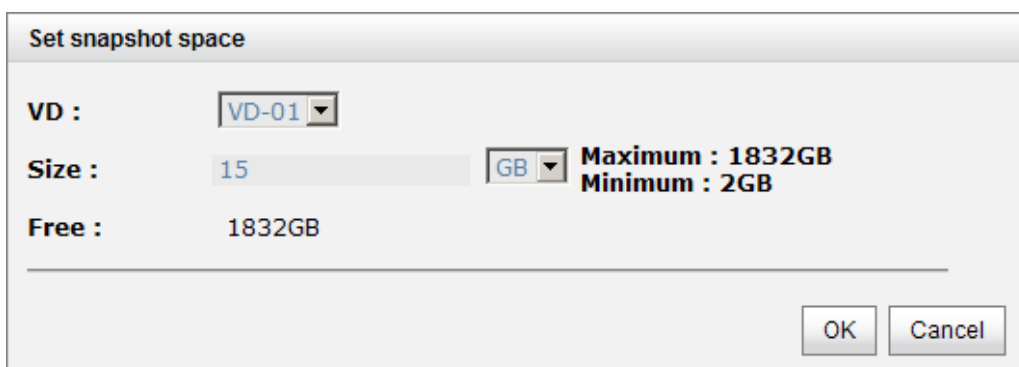 Set snapshot space
VD : VD-01
Size : 15 GB Maximum : 1832GB
Minimum : 2GB
Free : 1832GB
OK Cancel